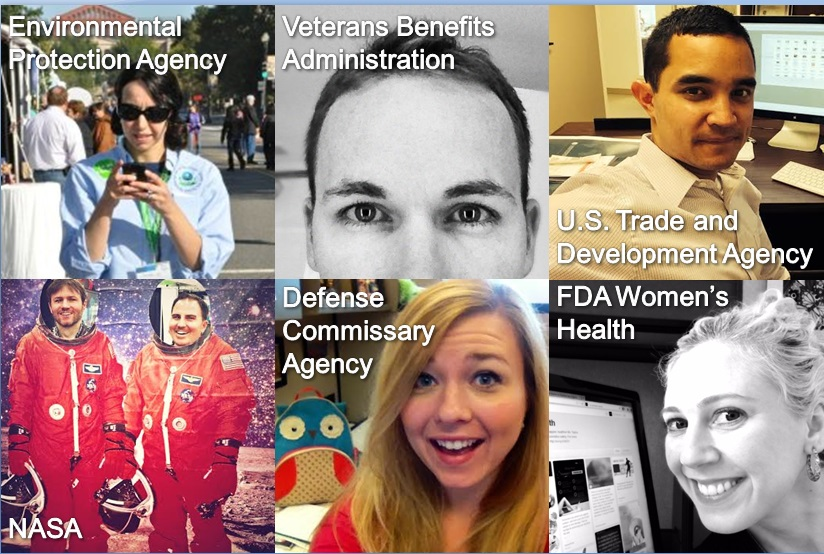 Environmental
Protection Agency
Veterans Benefits
Administration
U.S. Trade and
Development Agency
NASA
Defense
Commissary
Agency
FDA Women's
Health